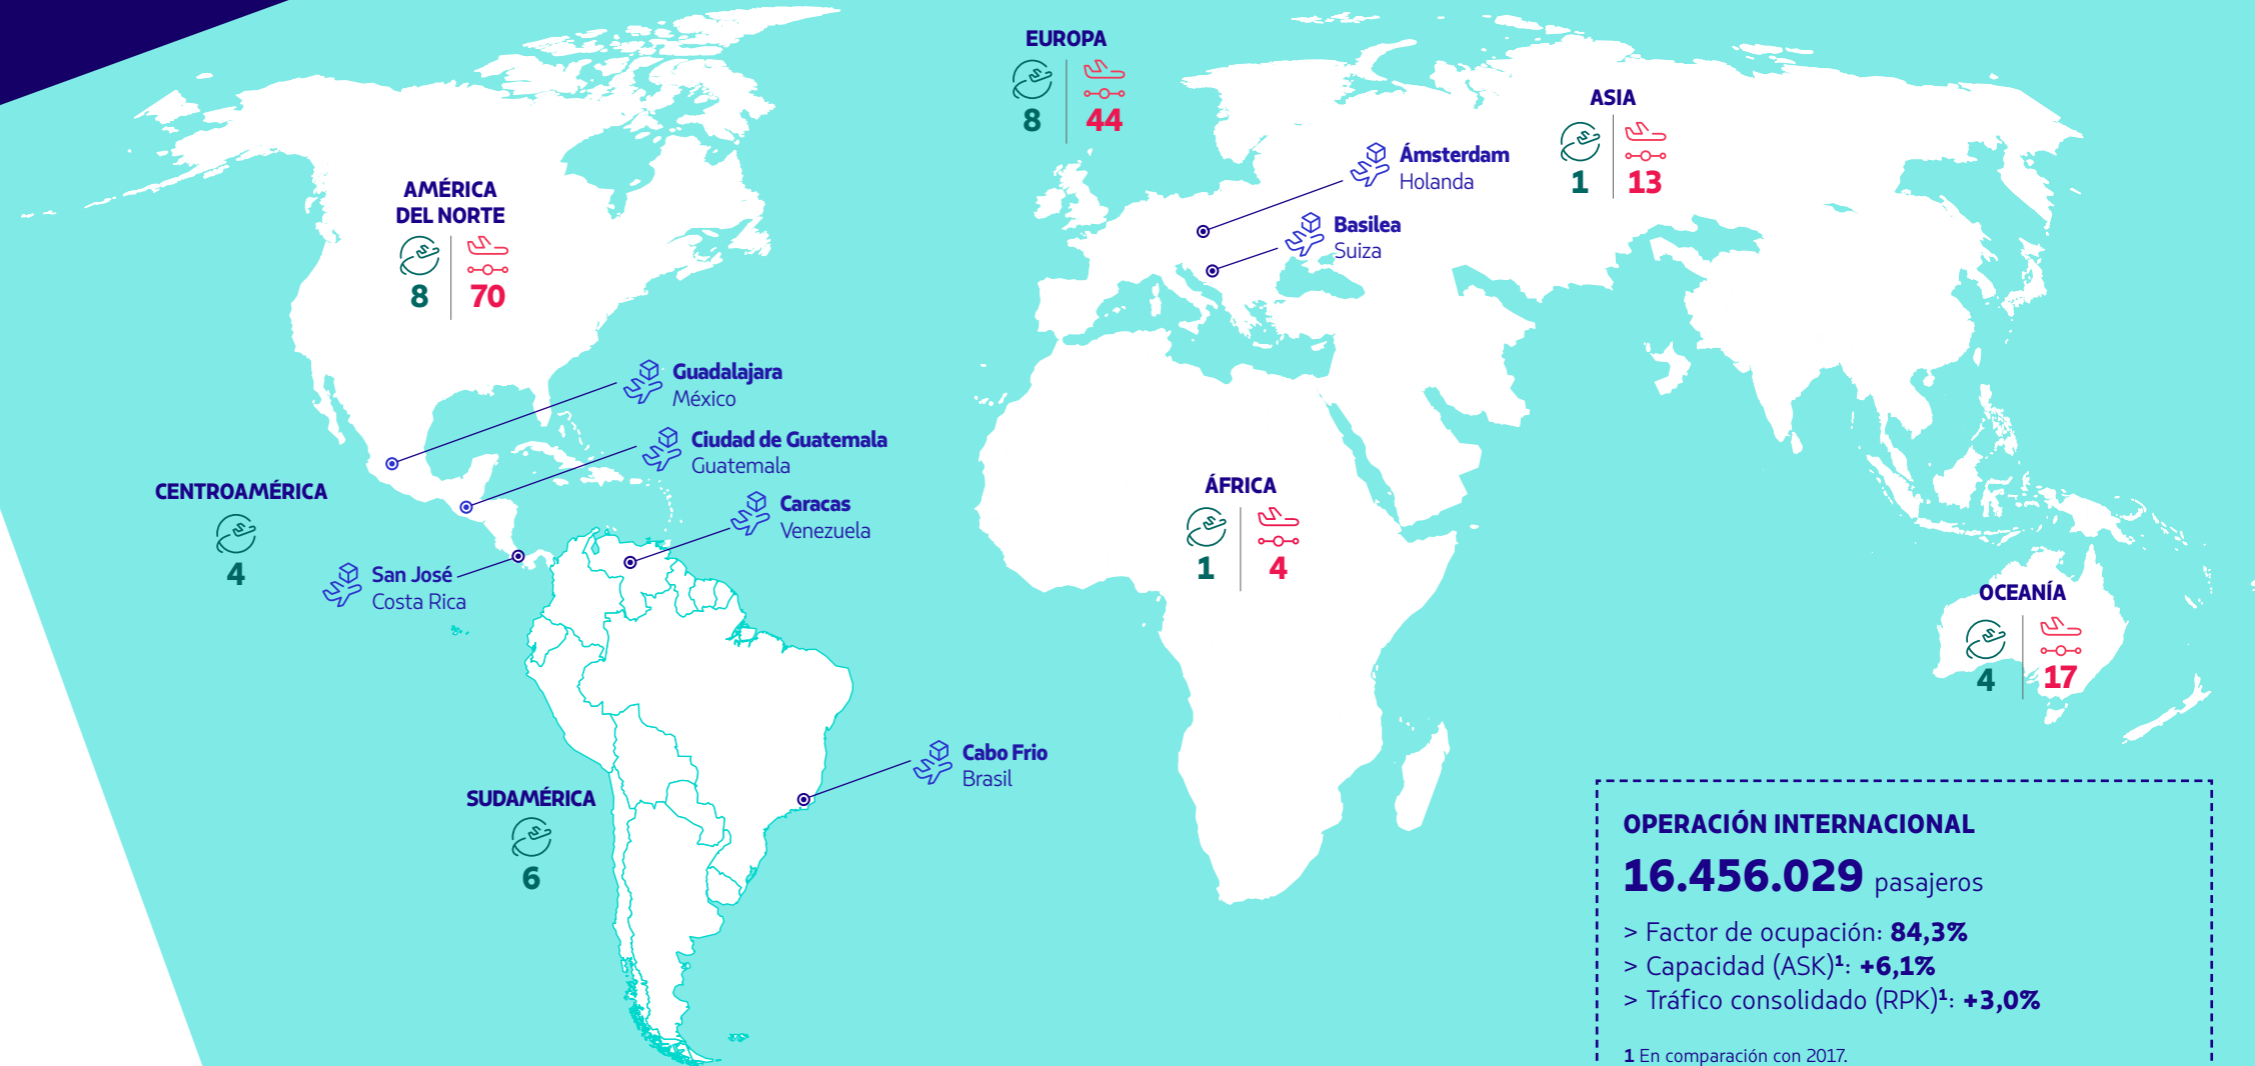 EUROPA
8
44
ASIA
1
13
Ámsterdam
Holanda
Basilea
Suiza
AMÉRICA
DEL NORTE
8
70
Guadalajara
México
Ciudad de Guatemala
Guatemala
CENTROAMÉRICA
4
Caracas
Venezuela
San José
Costa Rica
ÁFRICA
1
4
OCEANÍA
4
17
Cabo Frio
Brasil
SUDAMÉRICA
6
OPERACIÓN INTERNACIONAL
16.456.029 pasajeros
> Factor de ocupación: 84,3%
> Capacidad (ASK)¹: +6,1%
> Tráfico consolidado (RPK)¹: +3,0%
1 En comparación con 2017.